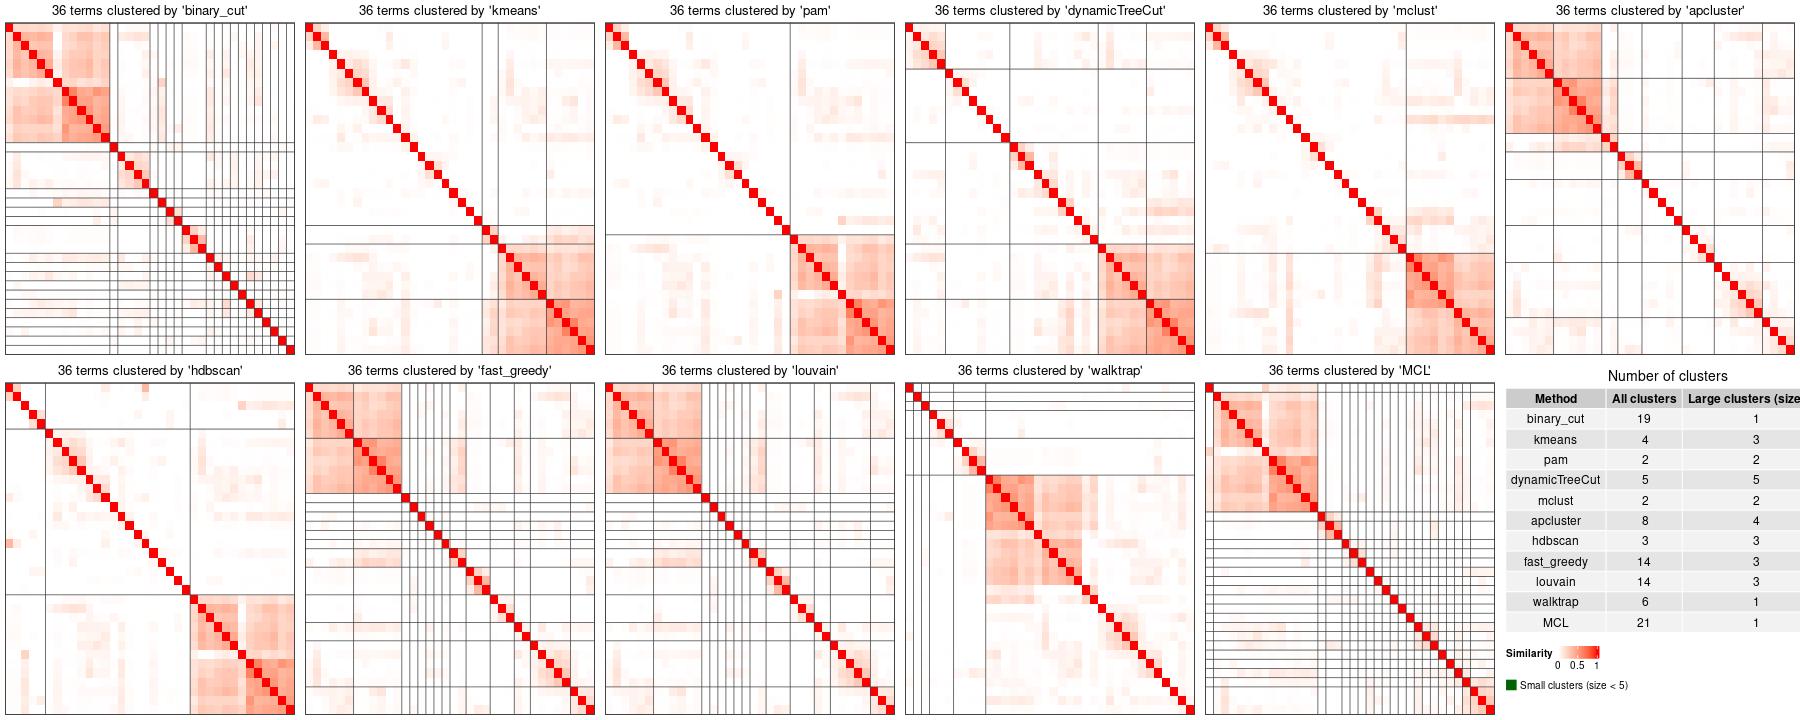 36 terms clustered by 'binary_cut'
36 terms clustered by 'kmeans'
36 terms clustered by 'pam'
36 terms clustered by 'dynamicTreeCut'
36 terms clustered by 'mclust'
36 terms clustered by 'apcluster'
36 terms clustered by 'hdbscan'
36 terms clustered by 'fast_greedy'
36 terms clustered by 'louvain'
36 terms clustered by 'walktrap'
36 terms clustered by 'MCL'
Number of clusters
Method All clusters Large clusters (size
binary_cut 19 1
kmeans 4 3
pam 2 2
dynamicTreeCut 5 5
mclust 2 2
apcluster 8 4
hdbscan 3 3
fast_greedy 14 3
louvain 14 3
walktrap 6 1
MCL 21 1
Similarity
0 0.5 1
Small clusters (size < 5)